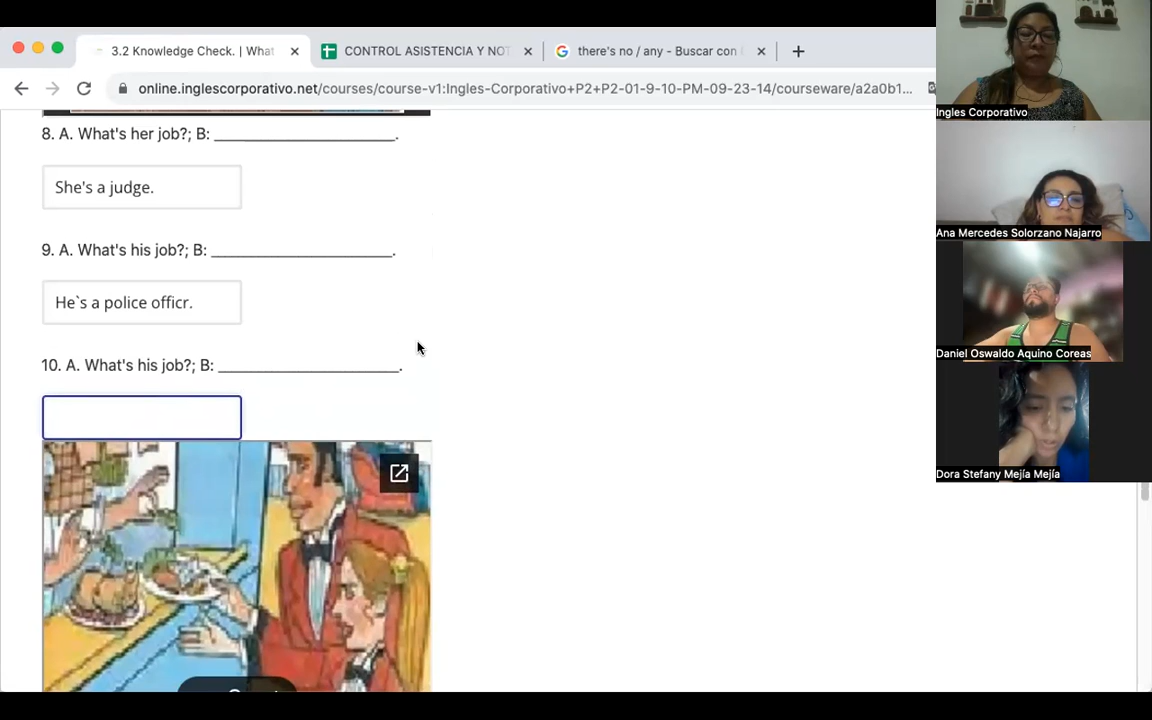 3.2 Knowledge Check. | What
CONTROL ASISTENCIA Y NOT
there's no / any - Buscar con
online.inglescorporativo.net/courses/course-v1:Ingles-Corporativo+P2+P2-01-9-10-PM-09-23-14/courseware/a2a0b1...
8. A. What's her job?; B: ____________________.
She's a judge.
9. A. What's his job?; B: ____________________.
He`s a police officr.
10. A. What's his job?; B: ____________________.
Ingles Corporativo
Ana Mercedes Solorzano Najarro
Daniel Oswaldo Aquino Coreas
Dora Stefany Mejía Mejía